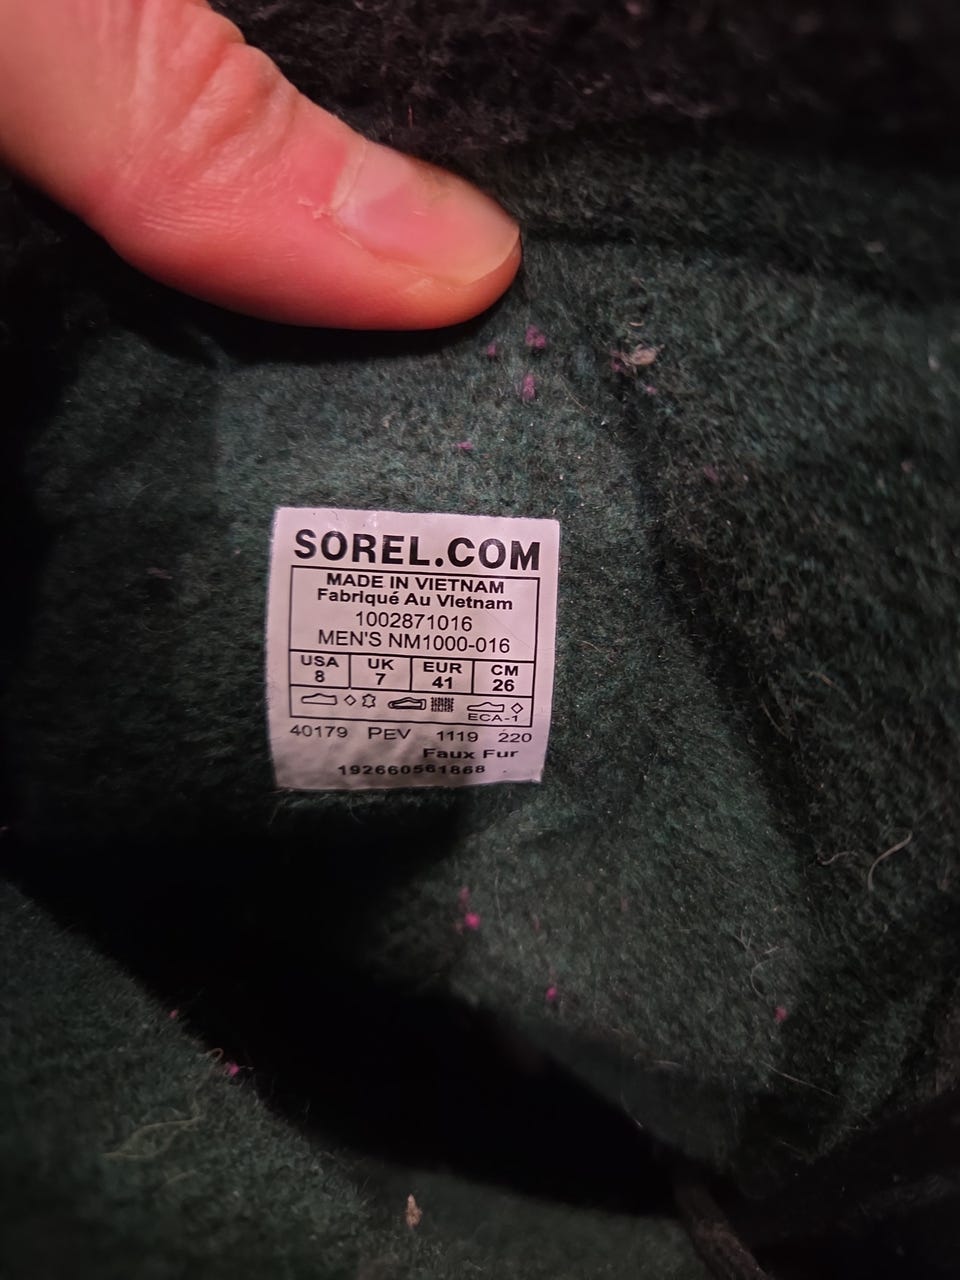 SOREL.COM
MADE IN VIETNAM
Fabriqué Au Vietnam
1002871016
MEN'S NM1000-016
USA UK EUR CM
8 7 41 26
ECA-1
40179 PEV 1119 220
Faux Fur
192660561868